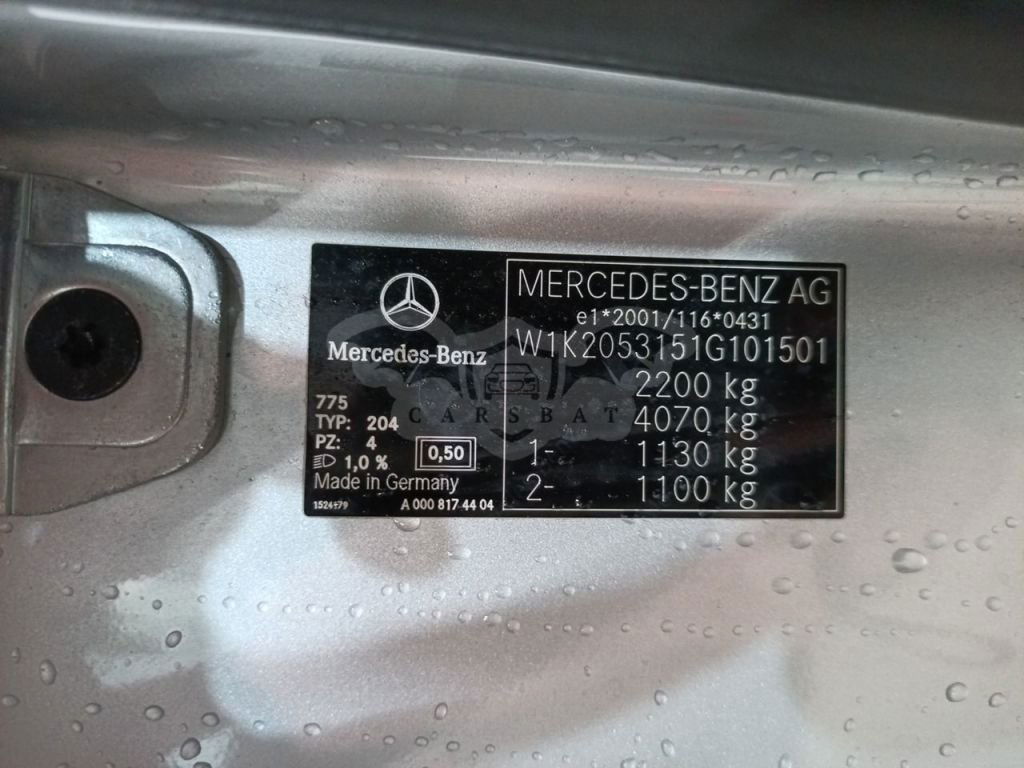 Mercedes-Benz
775
TYP: 204
PZ: 4
1,0 %
0,50
Made in Germany
A 000 817 44 04
MERCEDES-BENZ AG
e1*2001/116*0431
W1K2053151G101501
2200 kg
4070 kg
1- 1130 kg
2- 1100 kg
CARSBAT